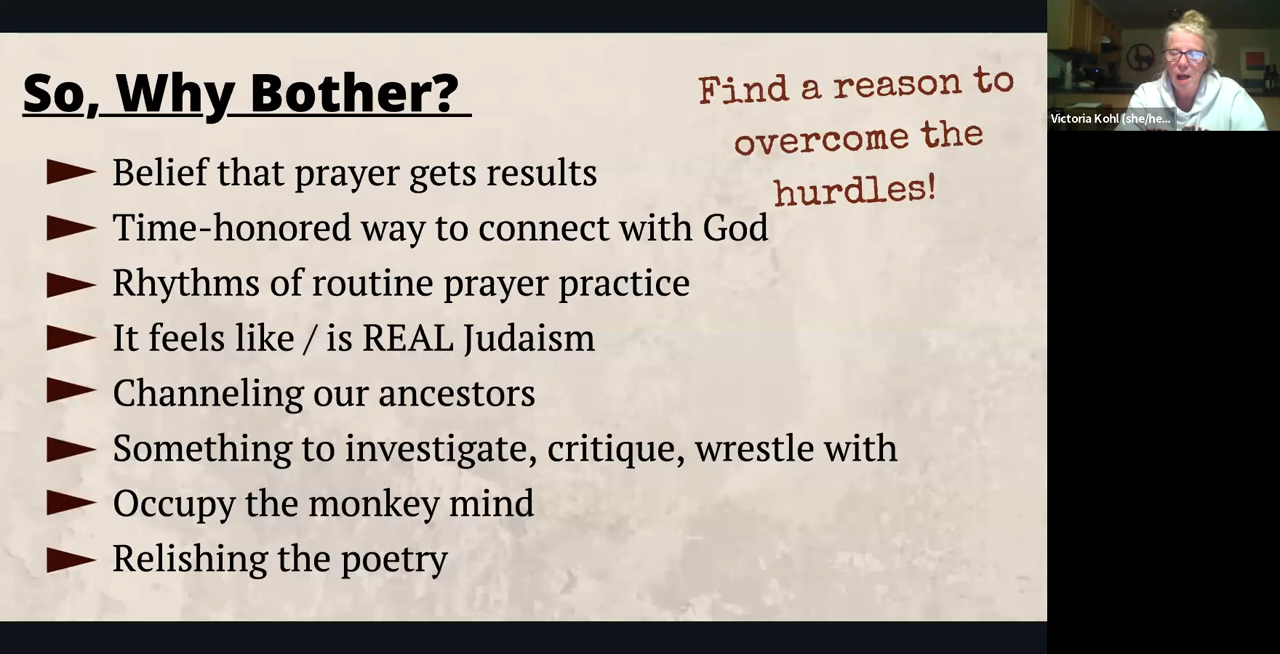 So, Why Bother?
Find a reason to
overcome the
hurdles!
Belief that prayer gets results
Time-honored way to connect with God
Rhythms of routine prayer practice
It feels like / is REAL Judaism
Channeling our ancestors
Something to investigate, critique, wrestle with
Occupy the monkey mind
Relishing the poetry
Victoria Kohl (she/he...